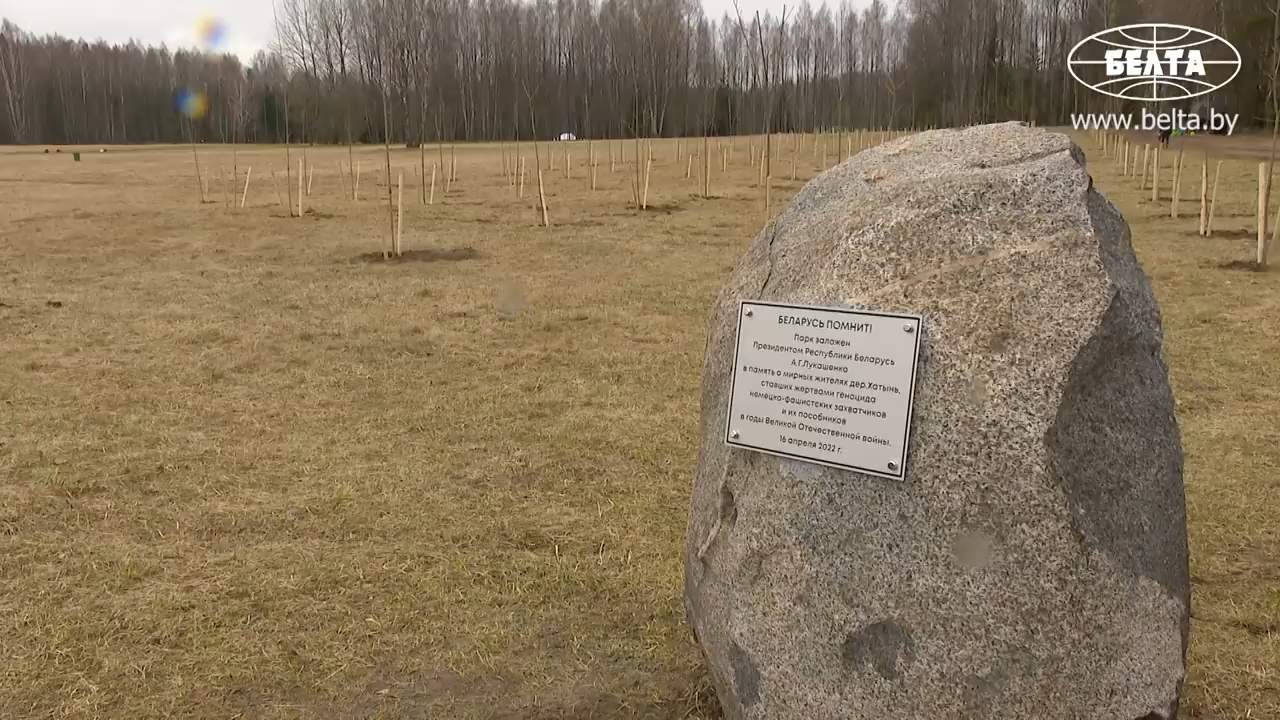 БЕЛТА
www.belta.by
БЕЛАРУСЬ ПОМНИТ!
Парк заложен
Президентом Республики Беларусь
А.Г.Лукашенко
в память о мирных жителях дер.Хатынь,
ставших жертвами геноцида
немецко-фашистских захватчиков
и их пособников
в годы Великой Отечественной войны.
16 апреля 2022 г.